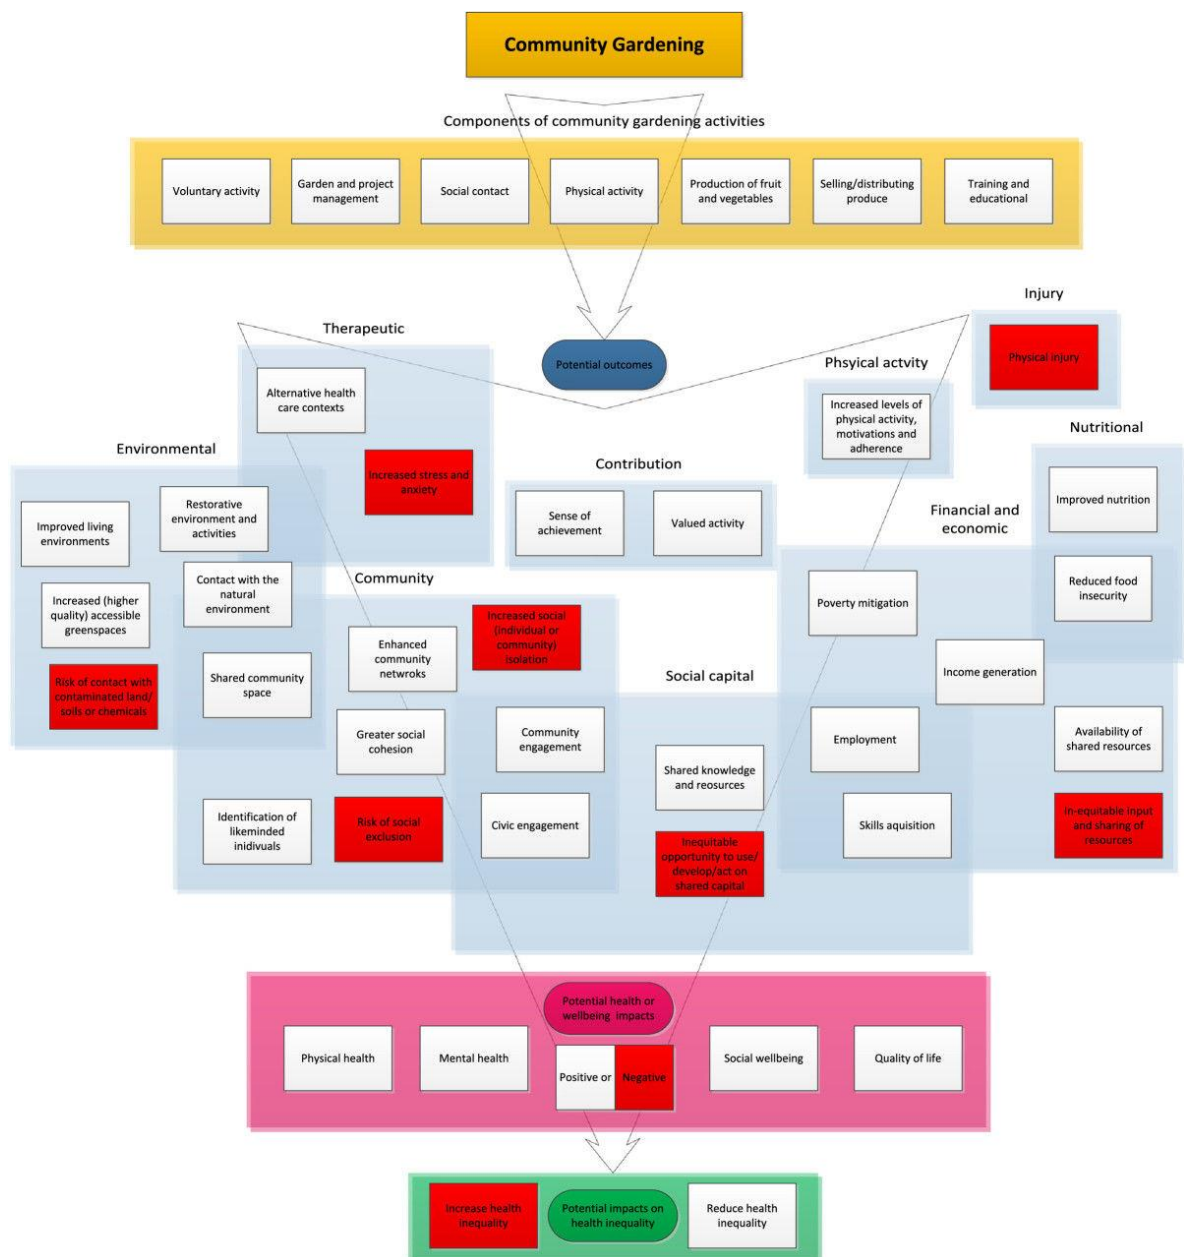 Community Gardening
Components of community gardening activities
Voluntary activity
Garden and project
management
Social contact
Physical activity
Production of fruit
and vegetables
Selling/distributing
produce
Training and
educational
Potential outcomes
Therapeutic
Alternative health
care contexts
Increased stress and
anxiety
Injury
Physical injury
Phsyical actvity
Increased levels of
physical activity,
motivations and
adherence
Environmental
Improved living
environments
Restorative
environment and
activities
Increased (higher
quality) accessible
greenspaces
Contact with the
natural
environment
Risk of contact with
contaminated land/
soils or chemicals
Shared community
space
Contribution
Sense of
achievement
Valued activity
Nutritional
Improved nutrition
Reduced food
insecurity
Financial and
economic
Poverty mitigation
Income generation
Employment
Availability of
shared resources
Skills aquisition
In-equitable input
and sharing of
resources
Community
Enhanced
community
netwroks
Increased social
(individual or
community)
isolation
Greater social
cohesion
Community
engagement
Identification of
likeminded
inidivuals
Risk of social
exclusion
Civic engagement
Social capital
Shared knowledge
and reosurces
Inequitable
opportunity to use/
develop/act on
shared capital
Potential health or
wellbeing impacts
Physical health
Mental health
Positive or
Negative
Social wellbeing
Quality of life
Increase health
inequality
Potential impacts on
health inequality
Reduce health
inequality